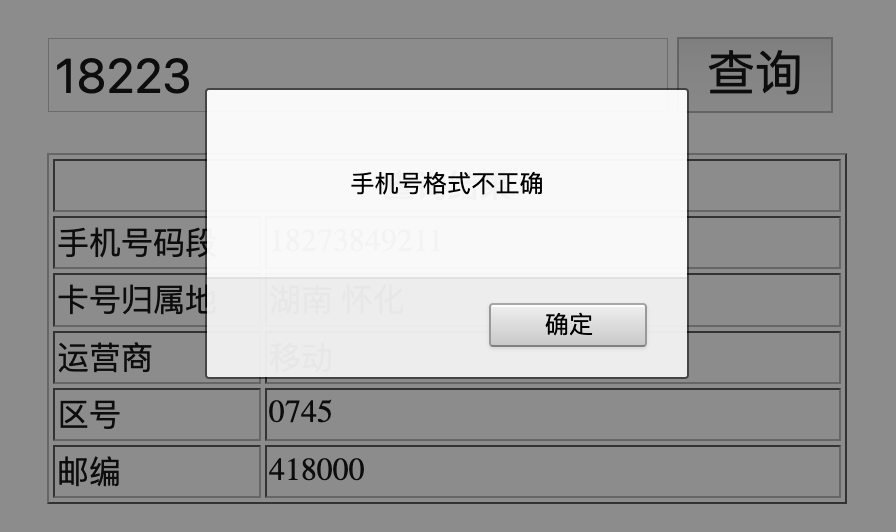 18223
查询
手机号格式不正确
手机号码段
18273849211
卡号归属地
湖南 怀化
确定
运营商
移动
区号
0745
邮编
418000